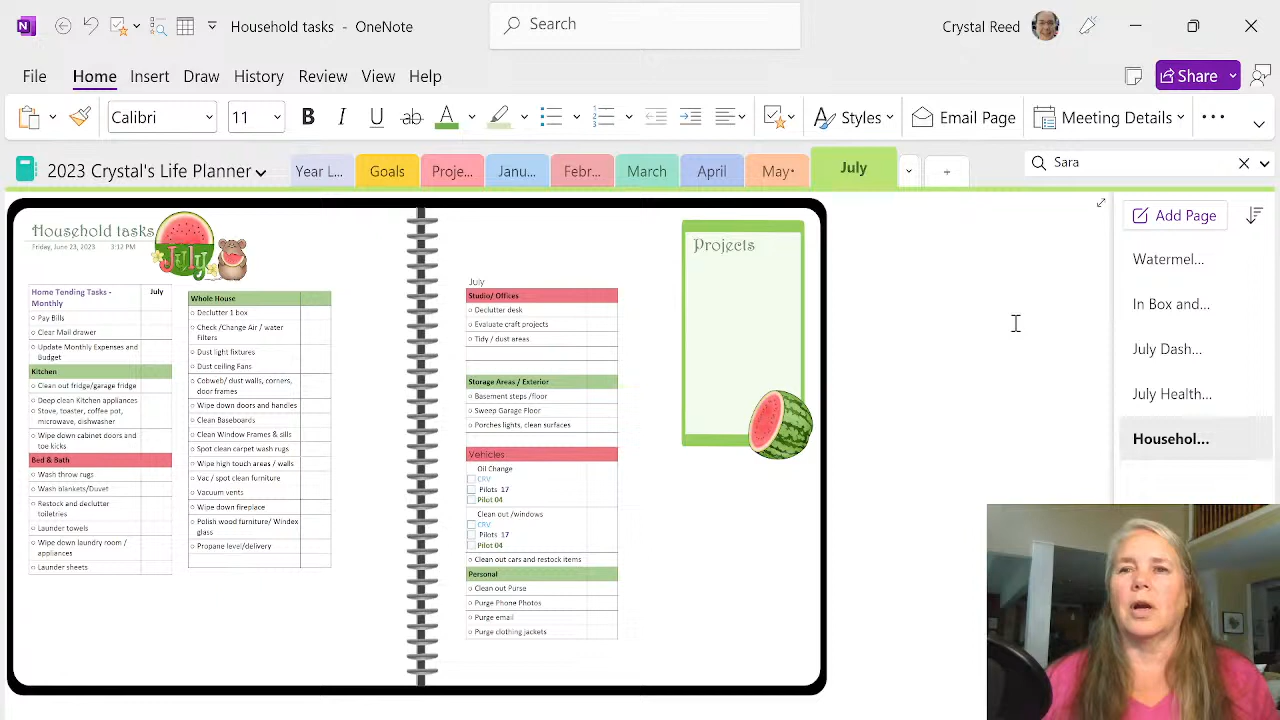 Household tasks - OneNote
Search
Crystal Reed
File
Home
Insert
Draw
History
Review
View
Help
Share
Calibri
11
B
I
U
ab
A
Styles
Email Page
Meeting Details
2023 Crystal's Life Planner
Year L...
Goals
Proje...
Janu...
Febr...
March
April
May
July
Sara
Household tasks
Friday, June 23, 2023 3:12 PM
July
Home Tending Tasks -
Monthly
July
Pay Bills
Clear Mail drawer
Update Monthly Expenses and
Budget
Kitchen
Clean out fridge/garage fridge
Deep clean Kitchen appliances
Stove, toaster, coffee pot,
microwave, dishwasher
Wipe down cabinet doors and
toe kicks
Bed & Bath
Wash throw rugs
Wash blankets/Duvet
Restock and declutter
toiletries
Launder towels
Wipe down laundry room /
appliances
Launder sheets
Whole House
Declutter 1 box
Check /Change Air / water
Filters
Dust light fixtures
Dust ceiling Fans
Cobweb/ dust walls, corners,
door frames
Wipe down doors and handles
Clean Baseboards
Clean Window Frames & sills
Spot clean carpet wash rugs
Wipe high touch areas / walls
Vac / spot clean furniture
Vacuum vents
Wipe down fireplace
Polish wood furniture/ Windex
glass
Propane level/delivery
July
Studio/ Offices
Declutter desk
Evaluate craft projects
Tidy / dust areas
Storage Areas / Exterior
Basement steps /floor
Sweep Garage Floor
Porches lights, clean surfaces
Vehicles
Oil Change
CRV
Pilots 17
Pilot 04
Clean out /windows
CRV
Pilots 17
Pilot 04
Clean out cars and restock items
Personal
Clean out Purse
Purge Phone Photos
Purge email
Purge clothing jackets
Projects
Add Page
Watermel...
In Box and...
July Dash...
July Health...
Househol...